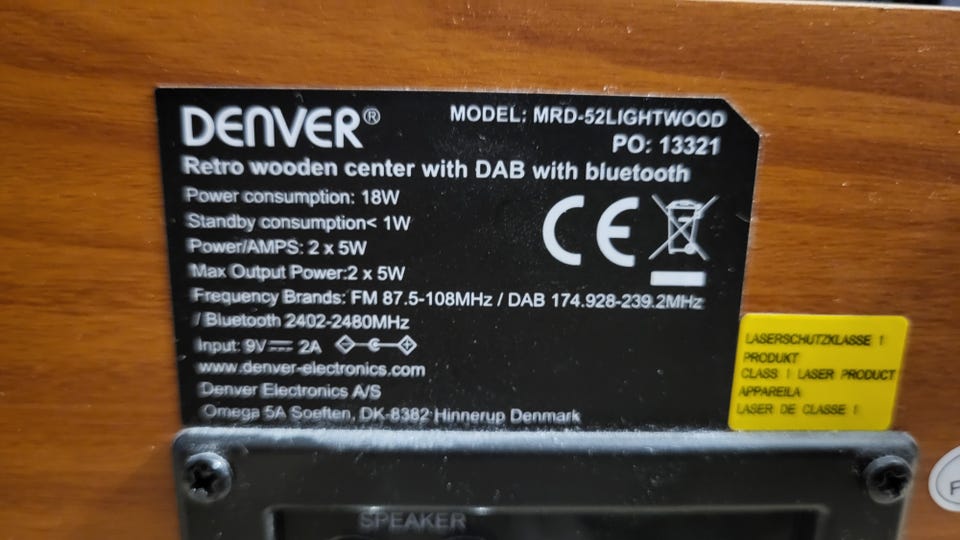 DENVER®
MODEL: MRD-52LIGHTWOOD
PO: 13321
Retro wooden center with DAB with bluetooth
Power consumption: 18W
Standby consumption< 1W
Power/AMPS: 2 x 5W
Max Output Power:2 x 5W
Frequency Brands: FM 87.5-108MHz / DAB 174.928-239.2MHz
/ Bluetooth 2402-2480MHz
Input: 9V 2A
www.denver-electronics.com
Denver Electronics A/S
Omega 5A Soeften, DK-8382 Hinnerup Denmark
CE
LASERSCHUTZKLASSE 1
PRODUKT
CLASS 1 LASER PRODUCT
APPAREILA
LASER DE CLASSE 1
SPEAKER